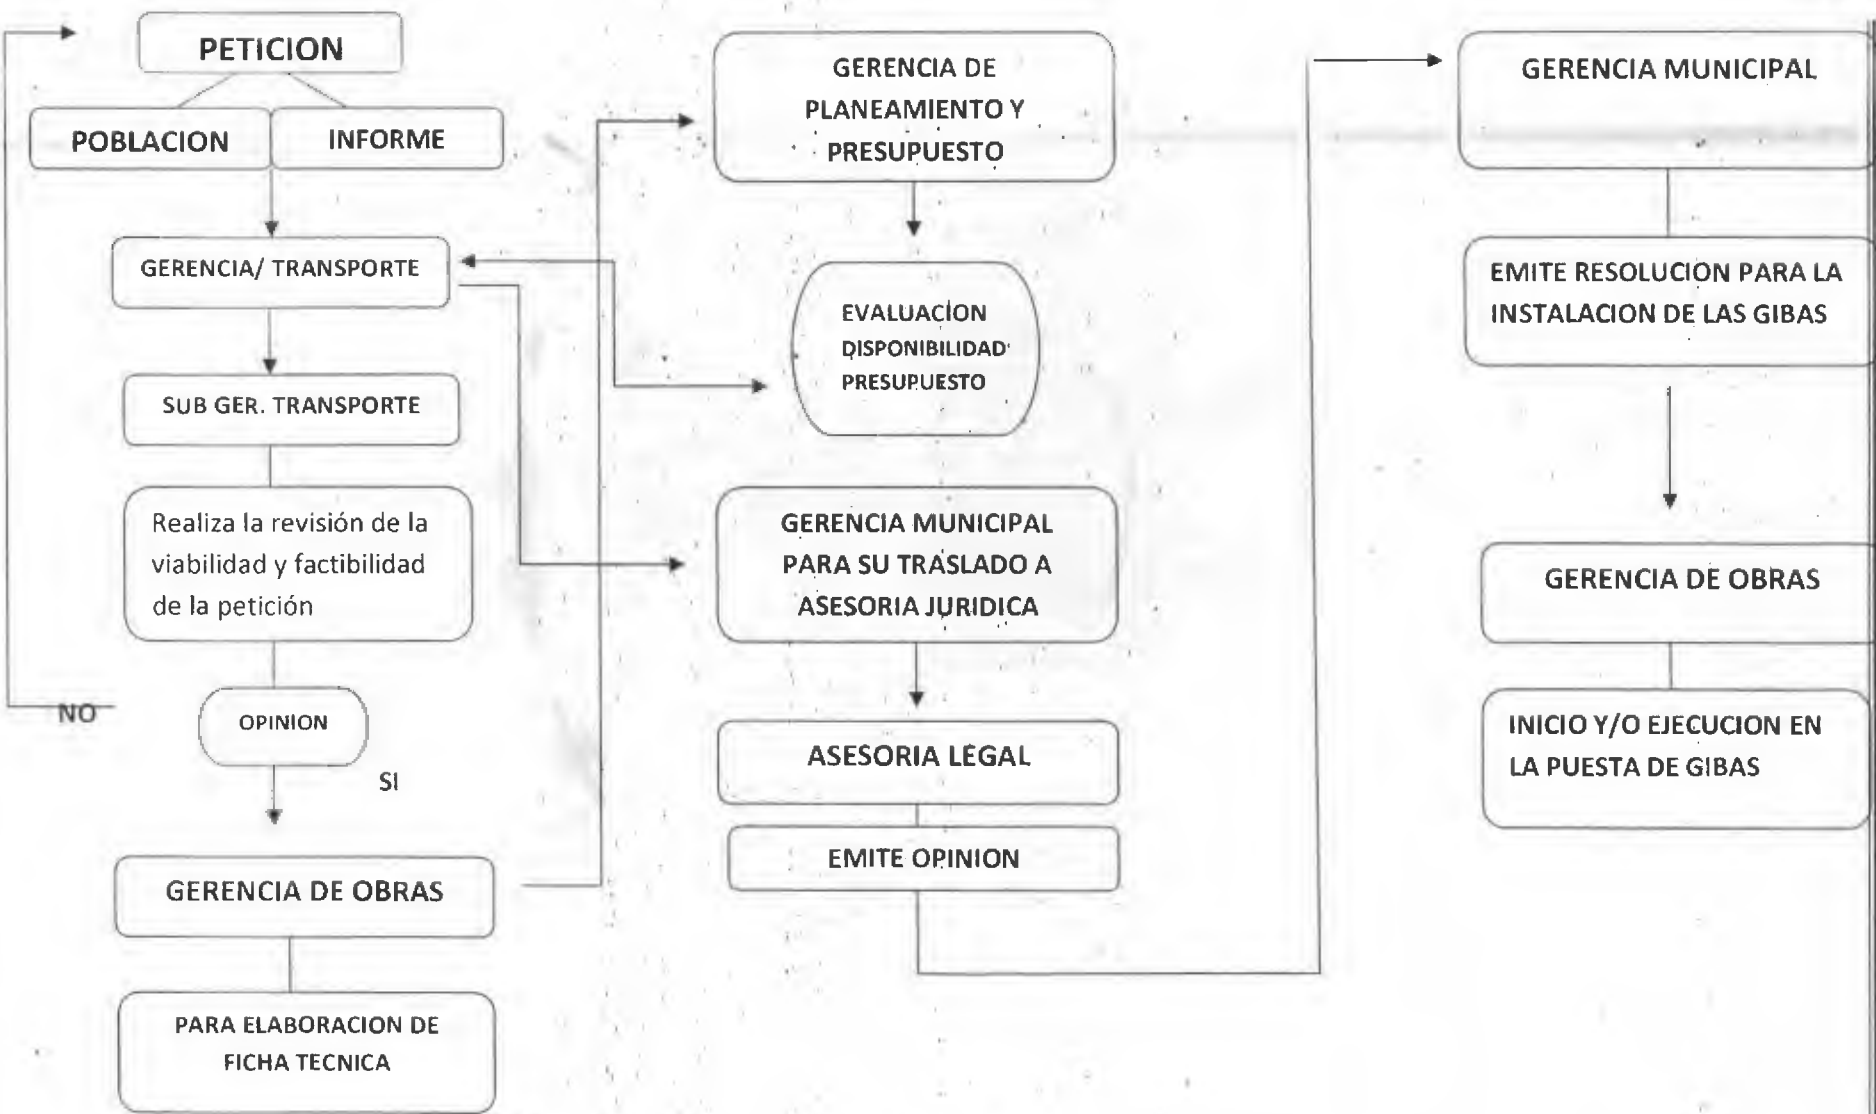 PETICION
POBLACION
INFORME
GERENCIA/ TRANSPORTE
SUB GER. TRANSPORTE
Realiza la revisión de la
viabilidad y factibilidad
de la petición
OPINION
NO
SI
GERENCIA DE OBRAS
PARA ELABORACION DE
FICHA TECNICA
GERENCIA DE
PLANEAMIENTO Y
PRESUPUESTO
EVALUACION
DISPONIBILIDAD
PRESUPUESTO
GERENCIA MUNICIPAL
PARA SU TRASLADO A
ASESORIA JURIDICA
ASESORIA LEGAL
EMITE OPINION
GERENCIA MUNICIPAL
EMITE RESOLUCION PARA LA
INSTALACION DE LAS GIBAS
GERENCIA DE OBRAS
INICIO Y/O EJECUCION EN
LA PUESTA DE GIBAS